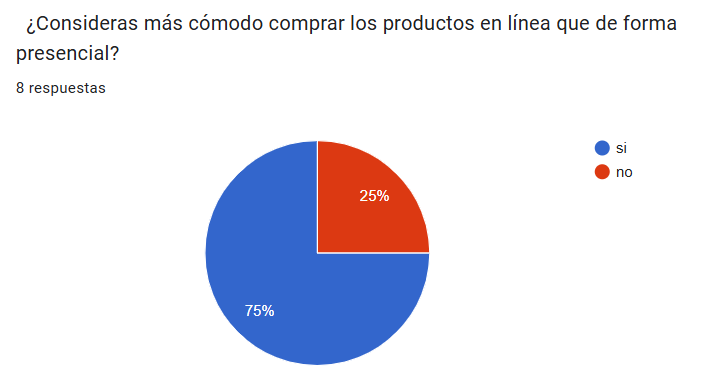 ¿Consideras más cómodo comprar los productos en línea que de forma
presencial?
8 respuestas
si
no
25%
75%